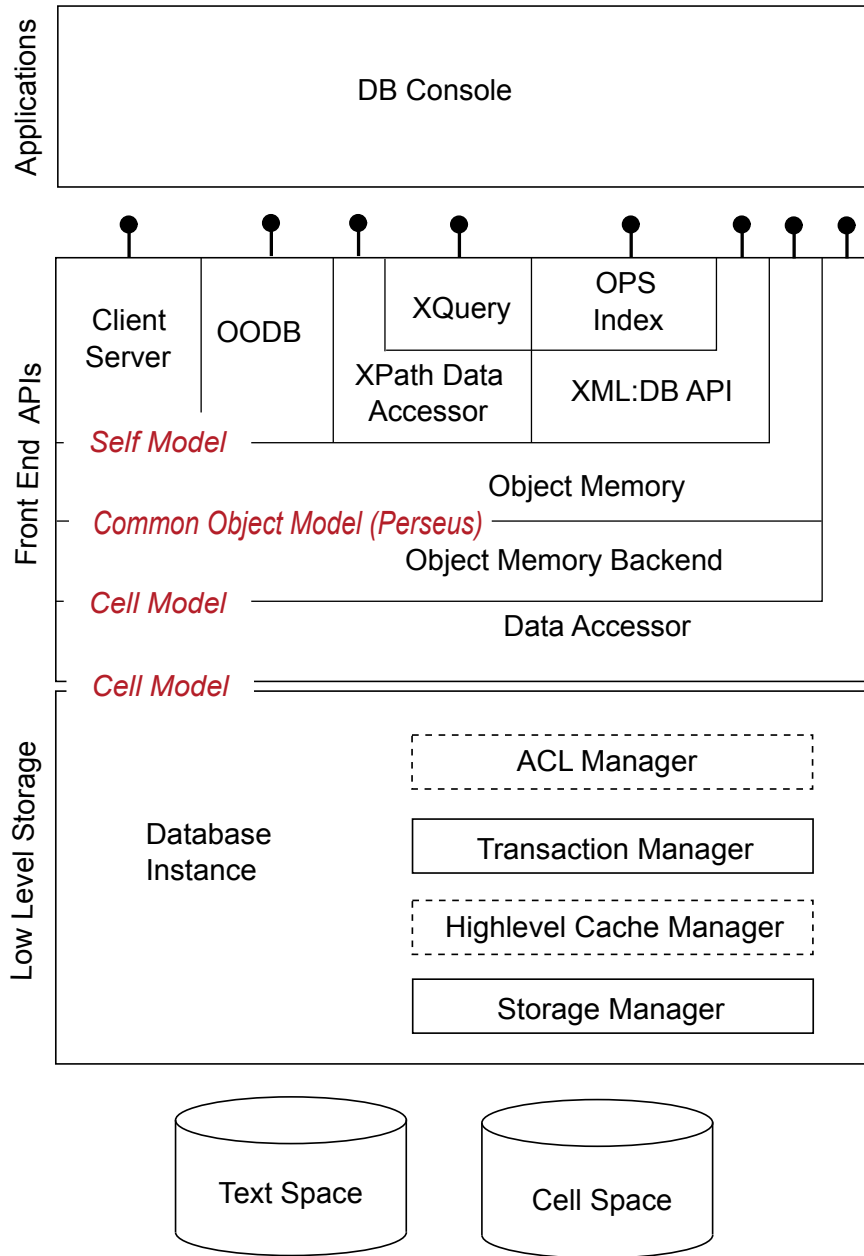 Applications
DB Console
Front End APIs
Client
Server
OODB
XQuery
OPS
Index
XPath Data
Accessor
XML:DB API
Self Model
Object Memory
Common Object Model (Perseus)
Object Memory Backend
Cell Model
Data Accessor
Cell Model
Low Level Storage
Database
Instance
ACL Manager
Transaction Manager
Highlevel Cache Manager
Storage Manager
Text Space
Cell Space